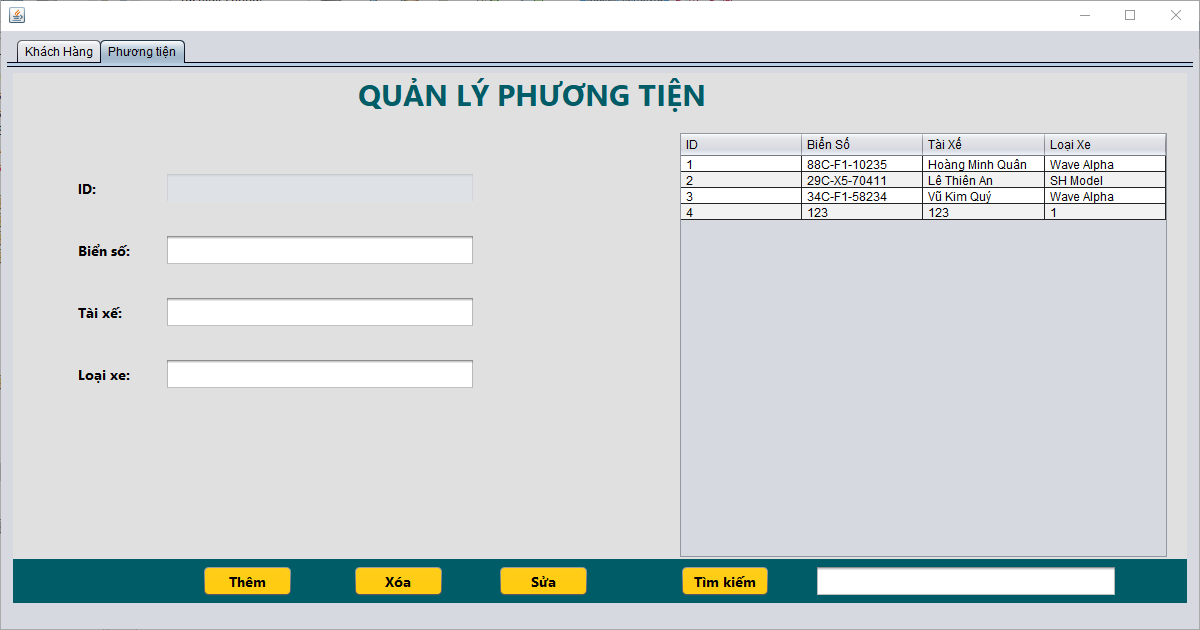 Khách Hàng Phương tiện
QUẢN LÝ PHƯƠNG TIỆN
ID:
Biển số:
Tài xế:
Loại xe:
ID Biển Số Tài Xế Loại Xe
1 88C-F1-10235 Hoàng Minh Quân Wave Alpha
2 29C-X5-70411 Lê Thiên An SH Model
3 34C-F1-58234 Vũ Kim Quý Wave Alpha
4 123 123 1
Thêm Xóa Sửa Tìm kiếm